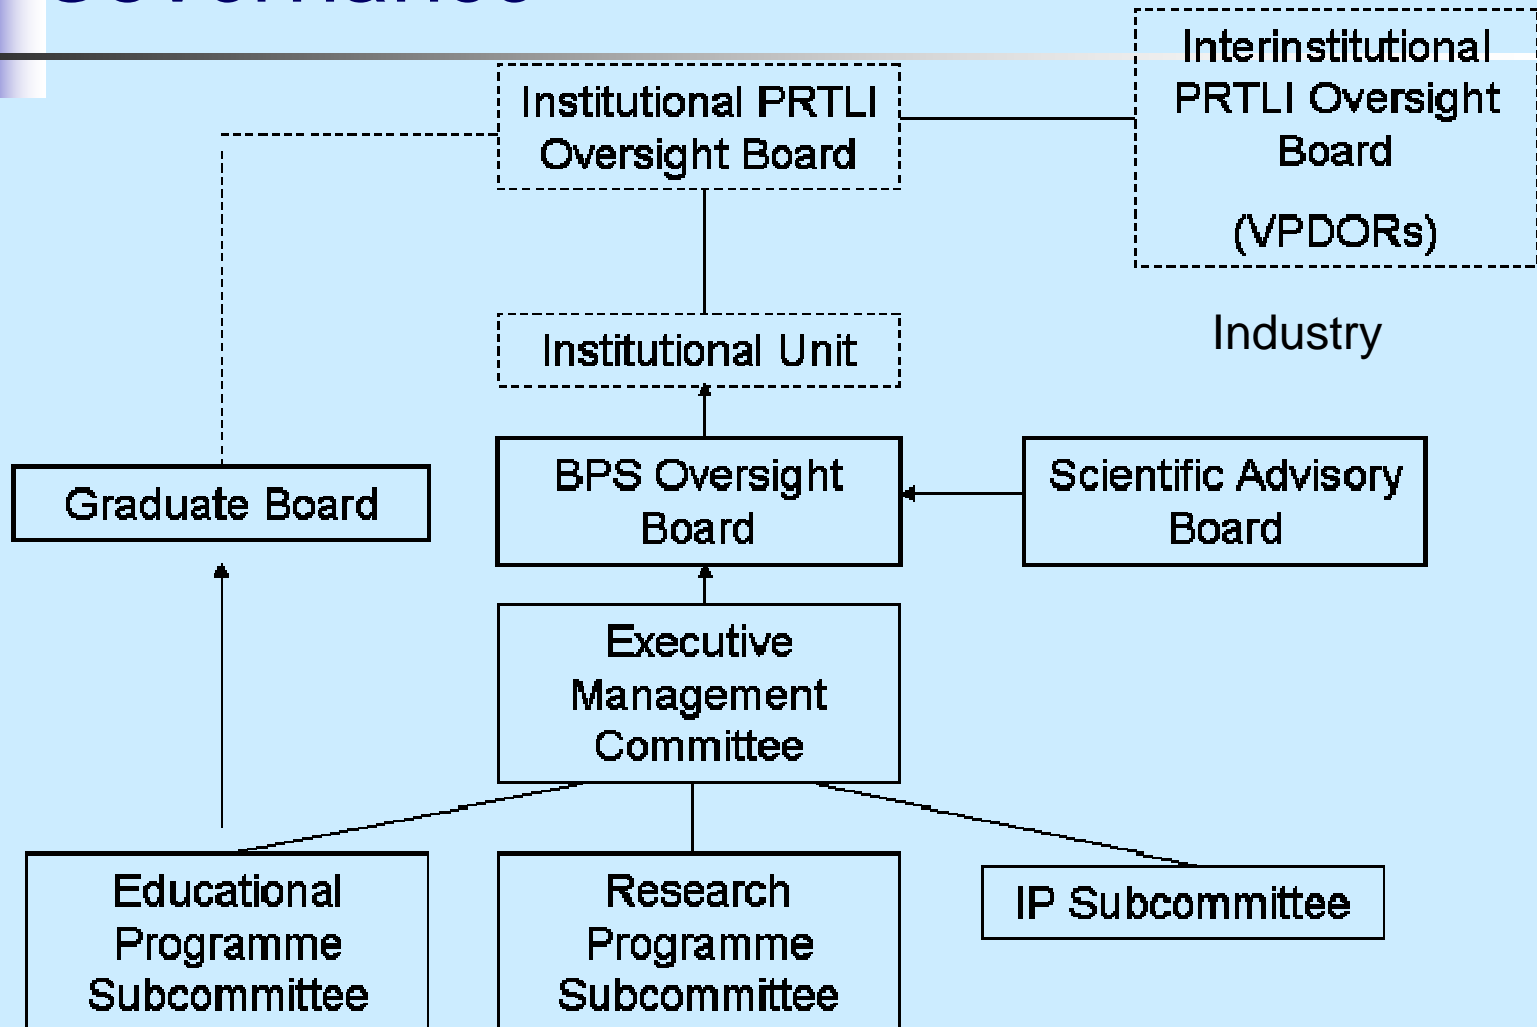 Interinstitutional
PRTLI Oversight
Board
(VPDORs)
Institutional PRTLI
Oversight Board
Institutional Unit
Industry
Graduate Board
BPS Oversight
Board
Scientific Advisory
Board
Executive
Management
Committee
Educational
Programme
Subcommittee
Research
Programme
Subcommittee
IP Subcommittee